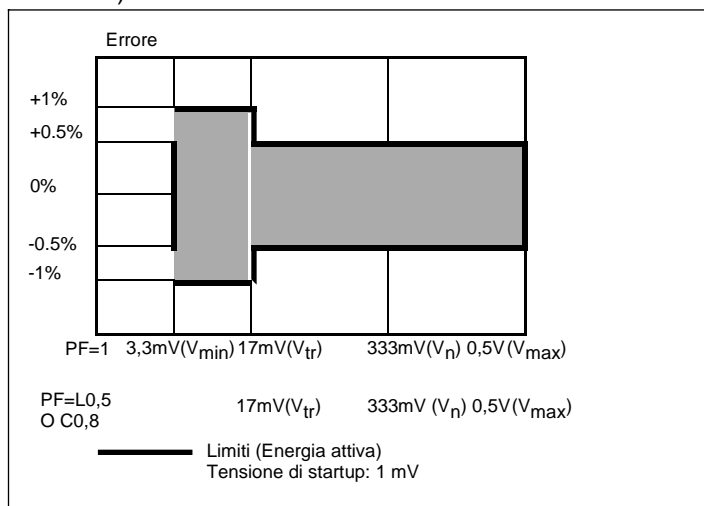 Errore
+1%
+0.5%
0%
-0.5%
-1%
PF=1 3,3mV(Vmin) 17mV(Vtr) 333mV(Vn) 0,5V(Vmax)
PF=L0,5 17mV(Vtr) 333mV (Vn) 0,5V(Vmax)
O C0,8
Limiti (Energia attiva)
Tensione di startup: 1 mV